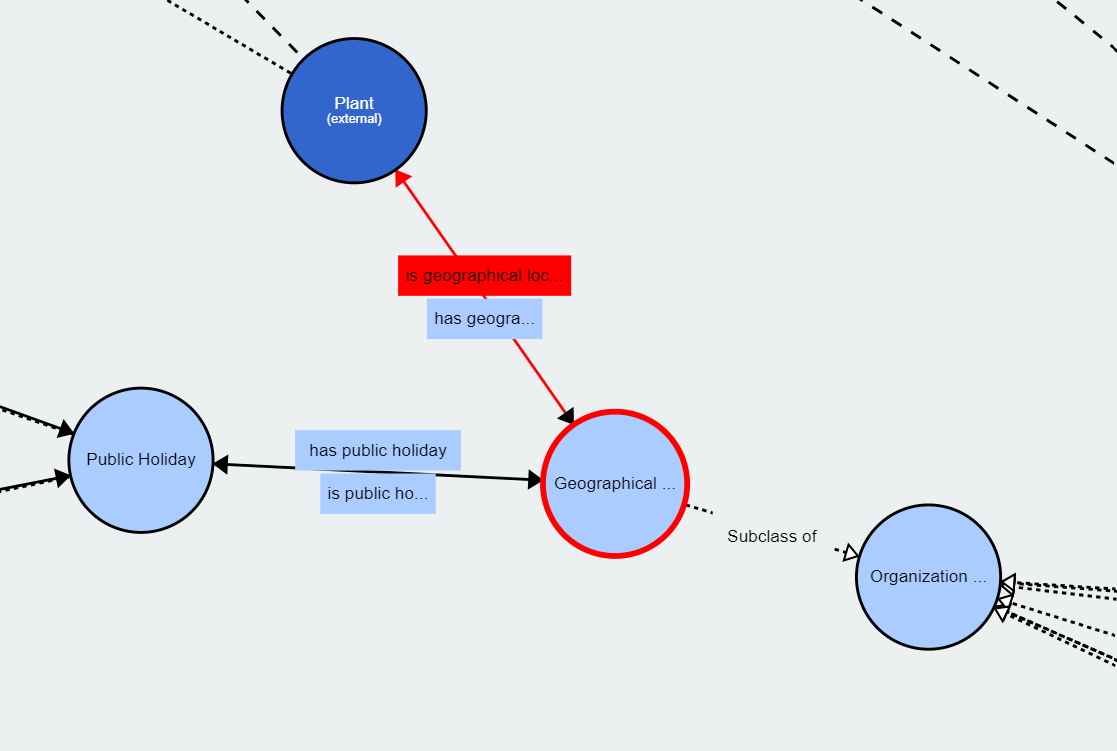 Plant
(external)
is geographical loc...
has geogra...
has public holiday
Public Holiday
is public ho...
Geographical ...
Subclass of
Organization ...